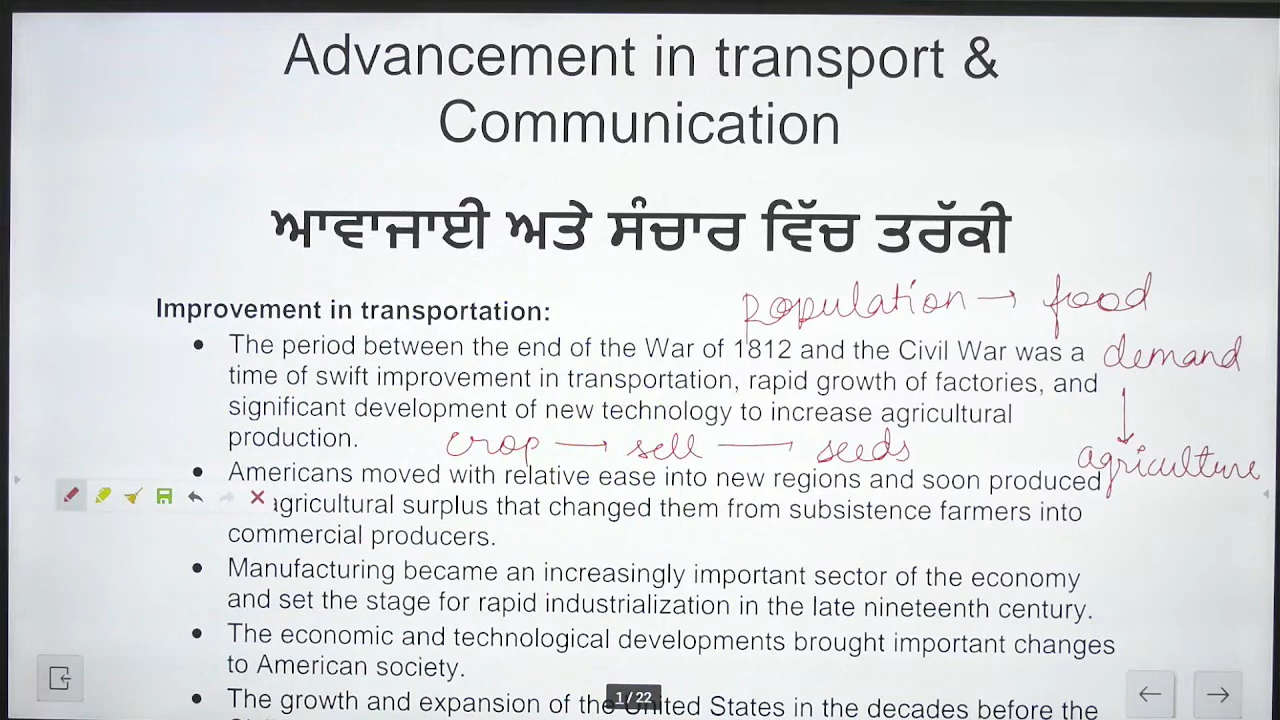 Advancement in transport &
Communication
ਆਵਾਜਾਈ ਅਤੇ ਸੰਚਾਰ ਵਿੱਚ ਤਰੱਕੀ
Improvement in transportation:
population → food
demand
↓
agriculture
• The period between the end of the War of 1812 and the Civil War was a
time of swift improvement in transportation, rapid growth of factories, and
significant development of new technology to increase agricultural
production.
crop → sell → seeds
• Americans moved with relative ease into new regions and soon produced
agricultural surplus that changed them from subsistence farmers into
commercial producers.
• Manufacturing became an increasingly important sector of the economy
and set the stage for rapid industrialization in the late nineteenth century.
• The economic and technological developments brought important changes
to American society.
• The growth and expansion of the United States in the decades before the
1 / 22